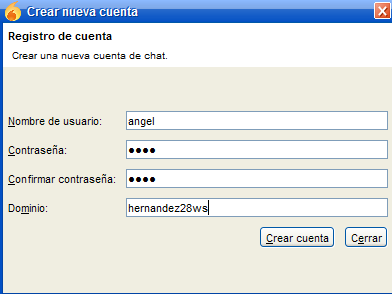 Crear nueva cuenta
Registro de cuenta
Crear una nueva cuenta de chat.
Nombre de usuario: angel
Contraseña: ●●●●
Confirmar contraseña: ●●●●
Dominio: hernandez28ws
Crear cuenta Cerrar